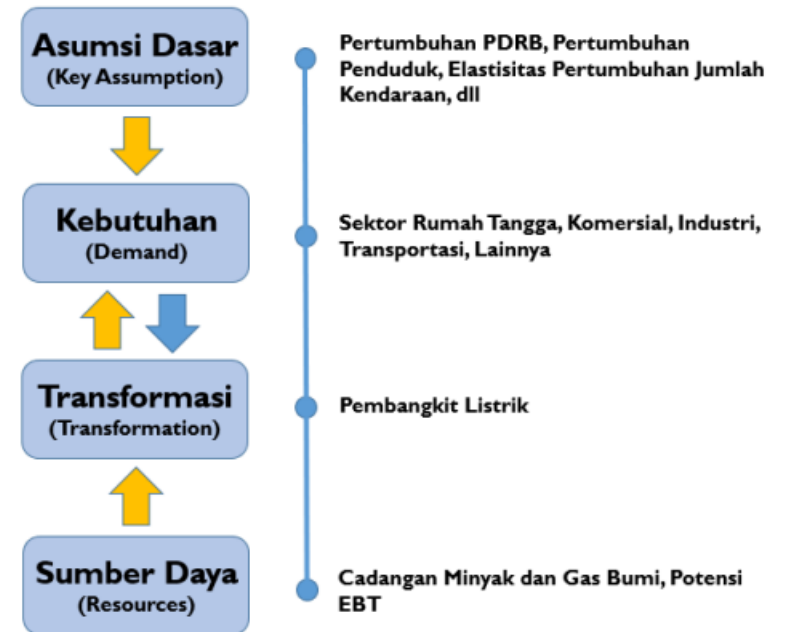 Asumsi Dasar
(Key Assumption)
Pertumbuhan PDRB, Pertumbuhan
Penduduk, Elastisitas Pertumbuhan Jumlah
Kendaraan, dll
Kebutuhan
(Demand)
Sektor Rumah Tangga, Komersial, Industri,
Transportasi, Lainnya
Transformasi
(Transformation)
Pembangkit Listrik
Sumber Daya
(Resources)
Cadangan Minyak dan Gas Bumi, Potensi
EBT